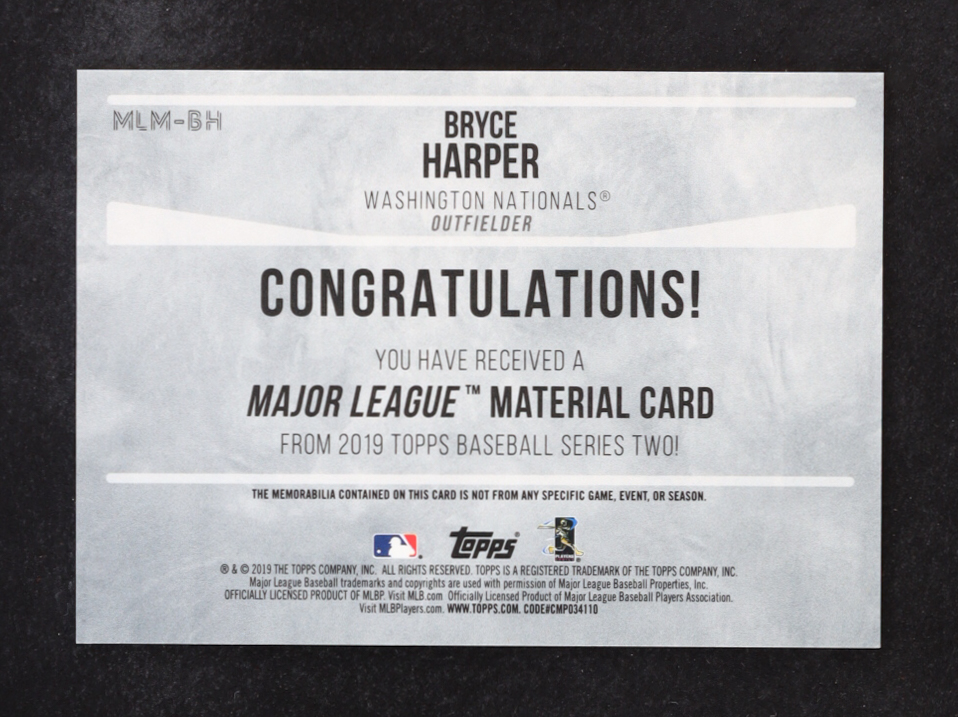 MLM-BH
BRYCE
HARPER
WASHINGTON NATIONALS®
OUTFIELDER
CONGRATULATIONS!
YOU HAVE RECEIVED A
MAJOR LEAGUE™ MATERIAL CARD
FROM 2019 TOPPS BASEBALL SERIES TWO!
THE MEMORABILIA CONTAINED ON THIS CARD IS NOT FROM ANY SPECIFIC GAME, EVENT, OR SEASON.
topps® PLAYERS
® & © 2019 THE TOPPS COMPANY, INC. ALL RIGHTS RESERVED. TOPPS IS A REGISTERED TRADEMARK OF THE TOPPS COMPANY, INC.
Major League Baseball trademarks and copyrights are used with permission of Major League Baseball Properties, Inc.
OFFICIALLY LICENSED PRODUCT OF MLBP. Visit MLB.com Officially Licensed Product of Major League Baseball Players Association.
Visit MLBPlayers.com. WWW.TOPPS.COM. CODE#CMP034110